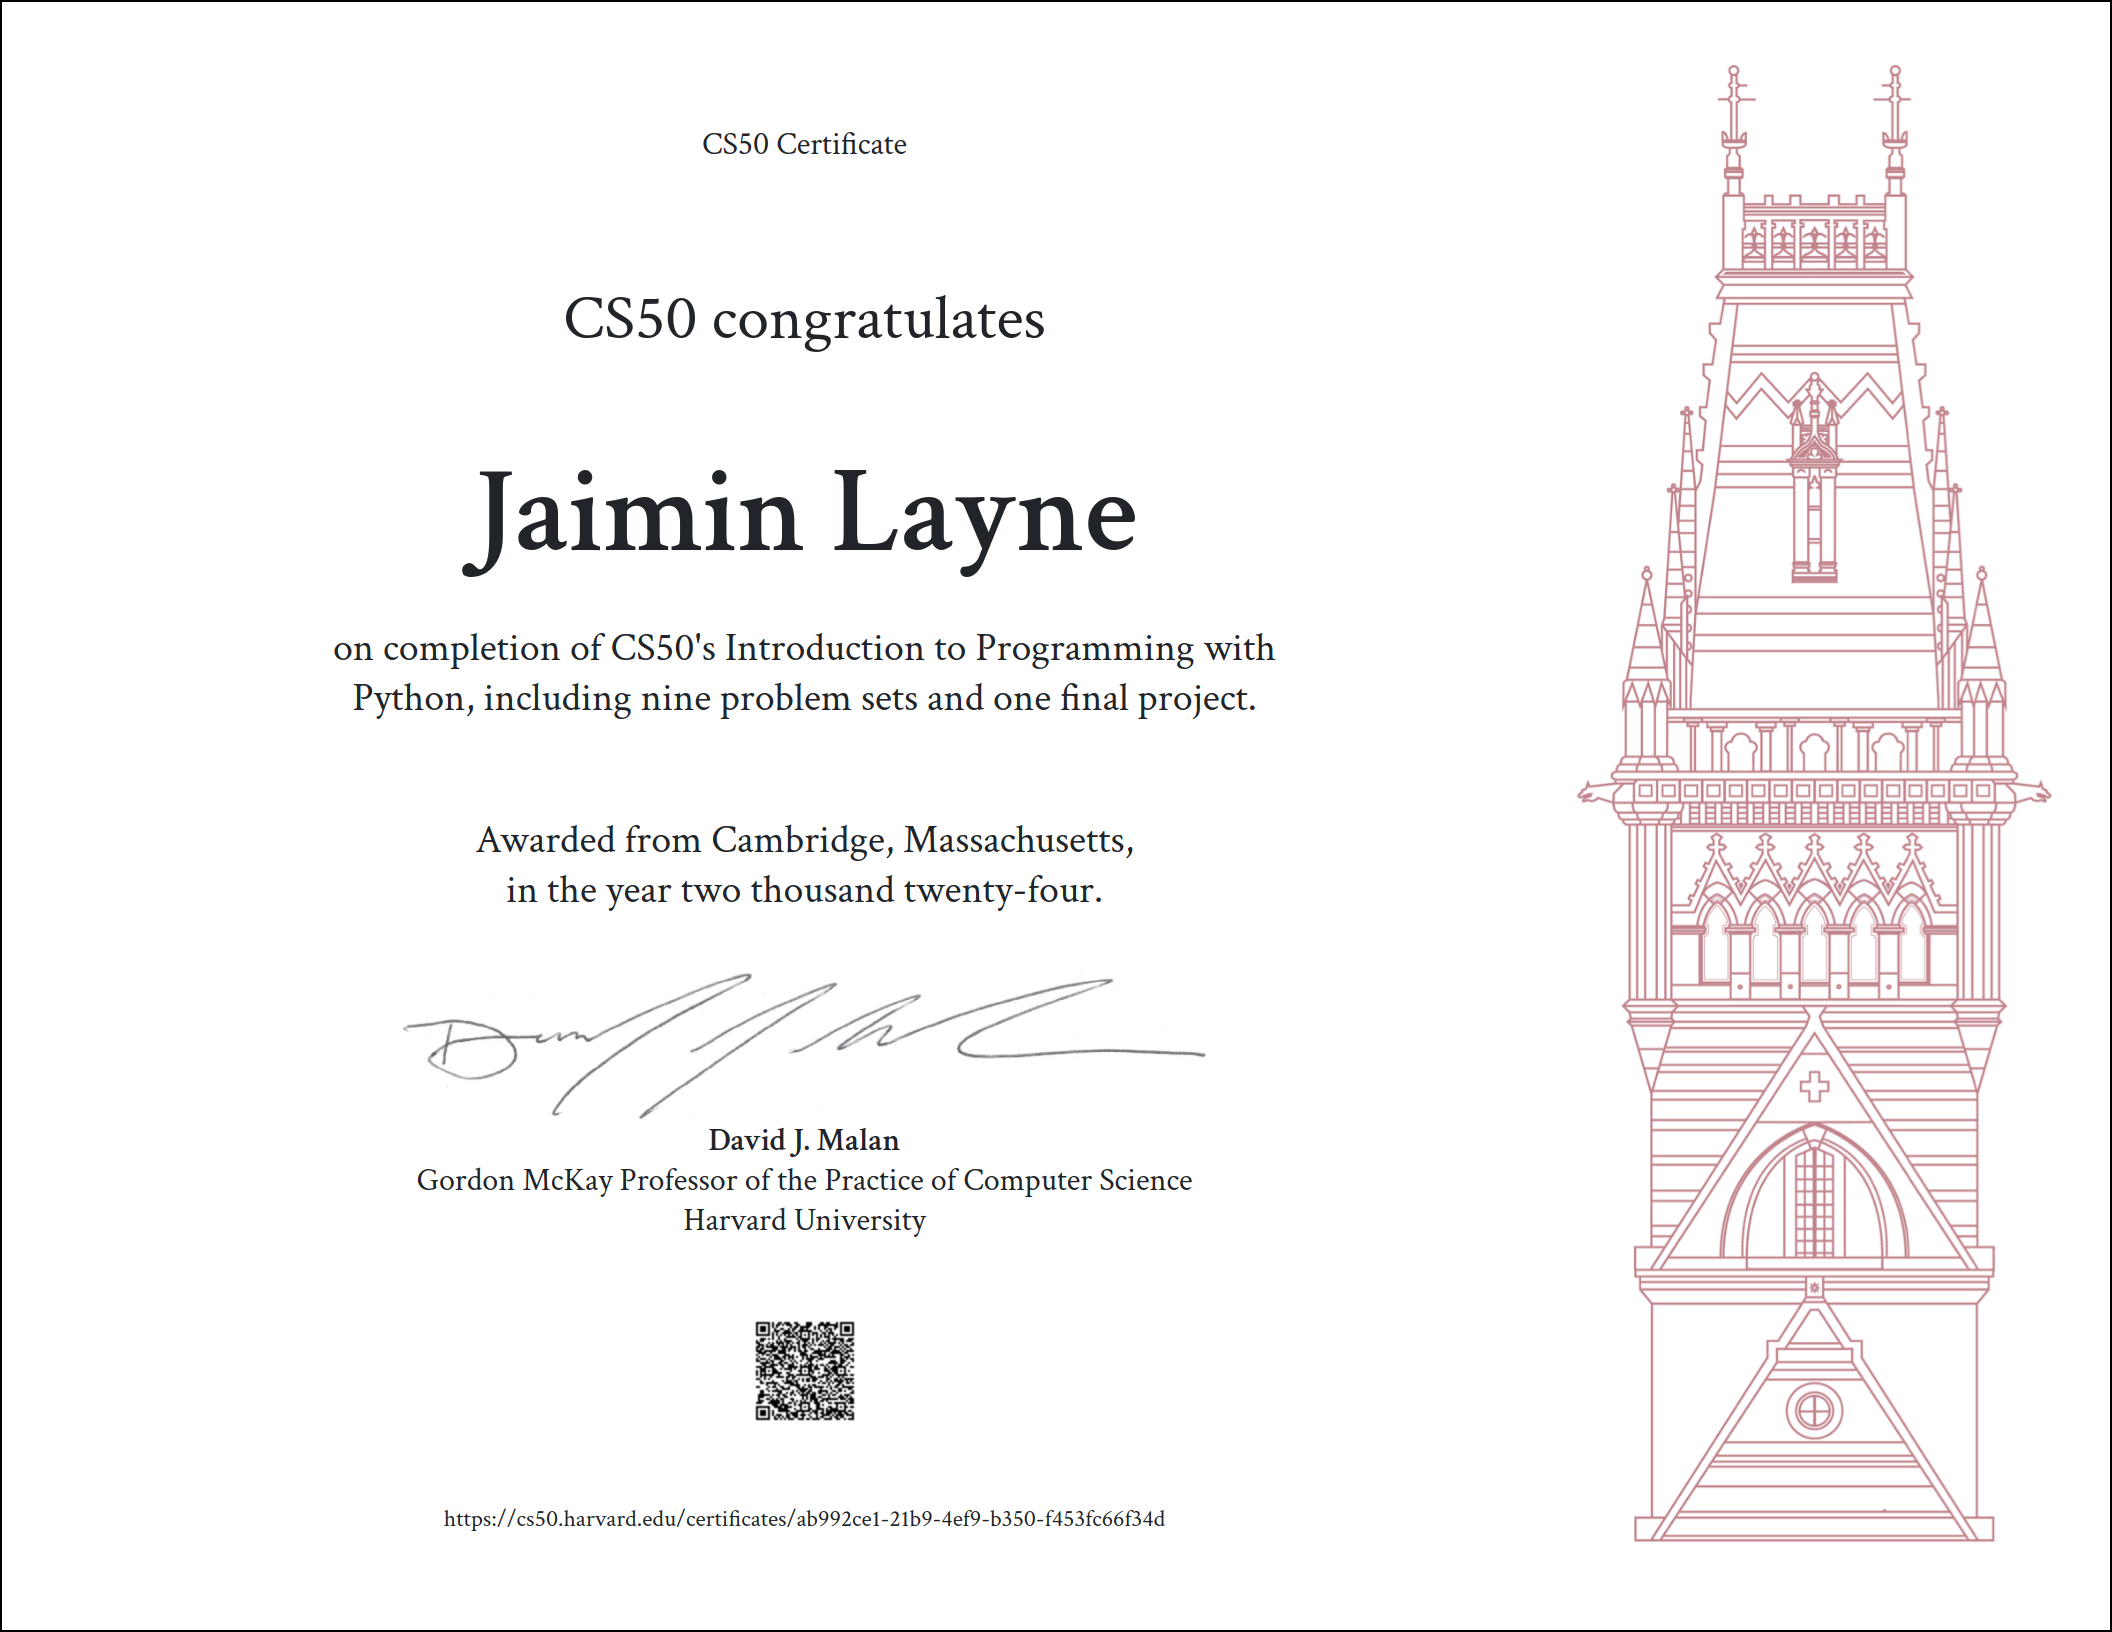 CS50 Certificate
CS50 congratulates
Jaimin Layne
on completion of CS50's Introduction to Programming with
Python, including nine problem sets and one final project.
Awarded from Cambridge, Massachusetts,
in the year two thousand twenty-four.
David J. Malan
Gordon McKay Professor of the Practice of Computer Science
Harvard University
https://cs50.harvard.edu/certificates/ab992ce1-21b9-4ef9-b350-f453fc66f34d